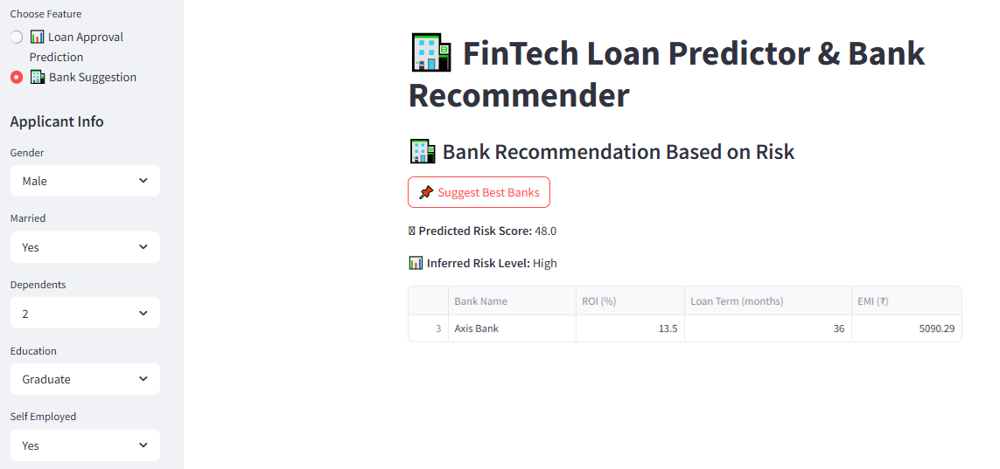 Choose Feature
📊 Loan Approval
Prediction
🏦 Bank Suggestion
Applicant Info
Gender
Male
Married
Yes
Dependents
2
Education
Graduate
Self Employed
Yes
FinTech Loan Predictor & Bank
Recommender
Bank Recommendation Based on Risk
📌 Suggest Best Banks
Predicted Risk Score: 48.0
📊 Inferred Risk Level: High
Bank Name ROI (%) Loan Term (months) EMI (₹)
3 Axis Bank 13.5 36 5090.29